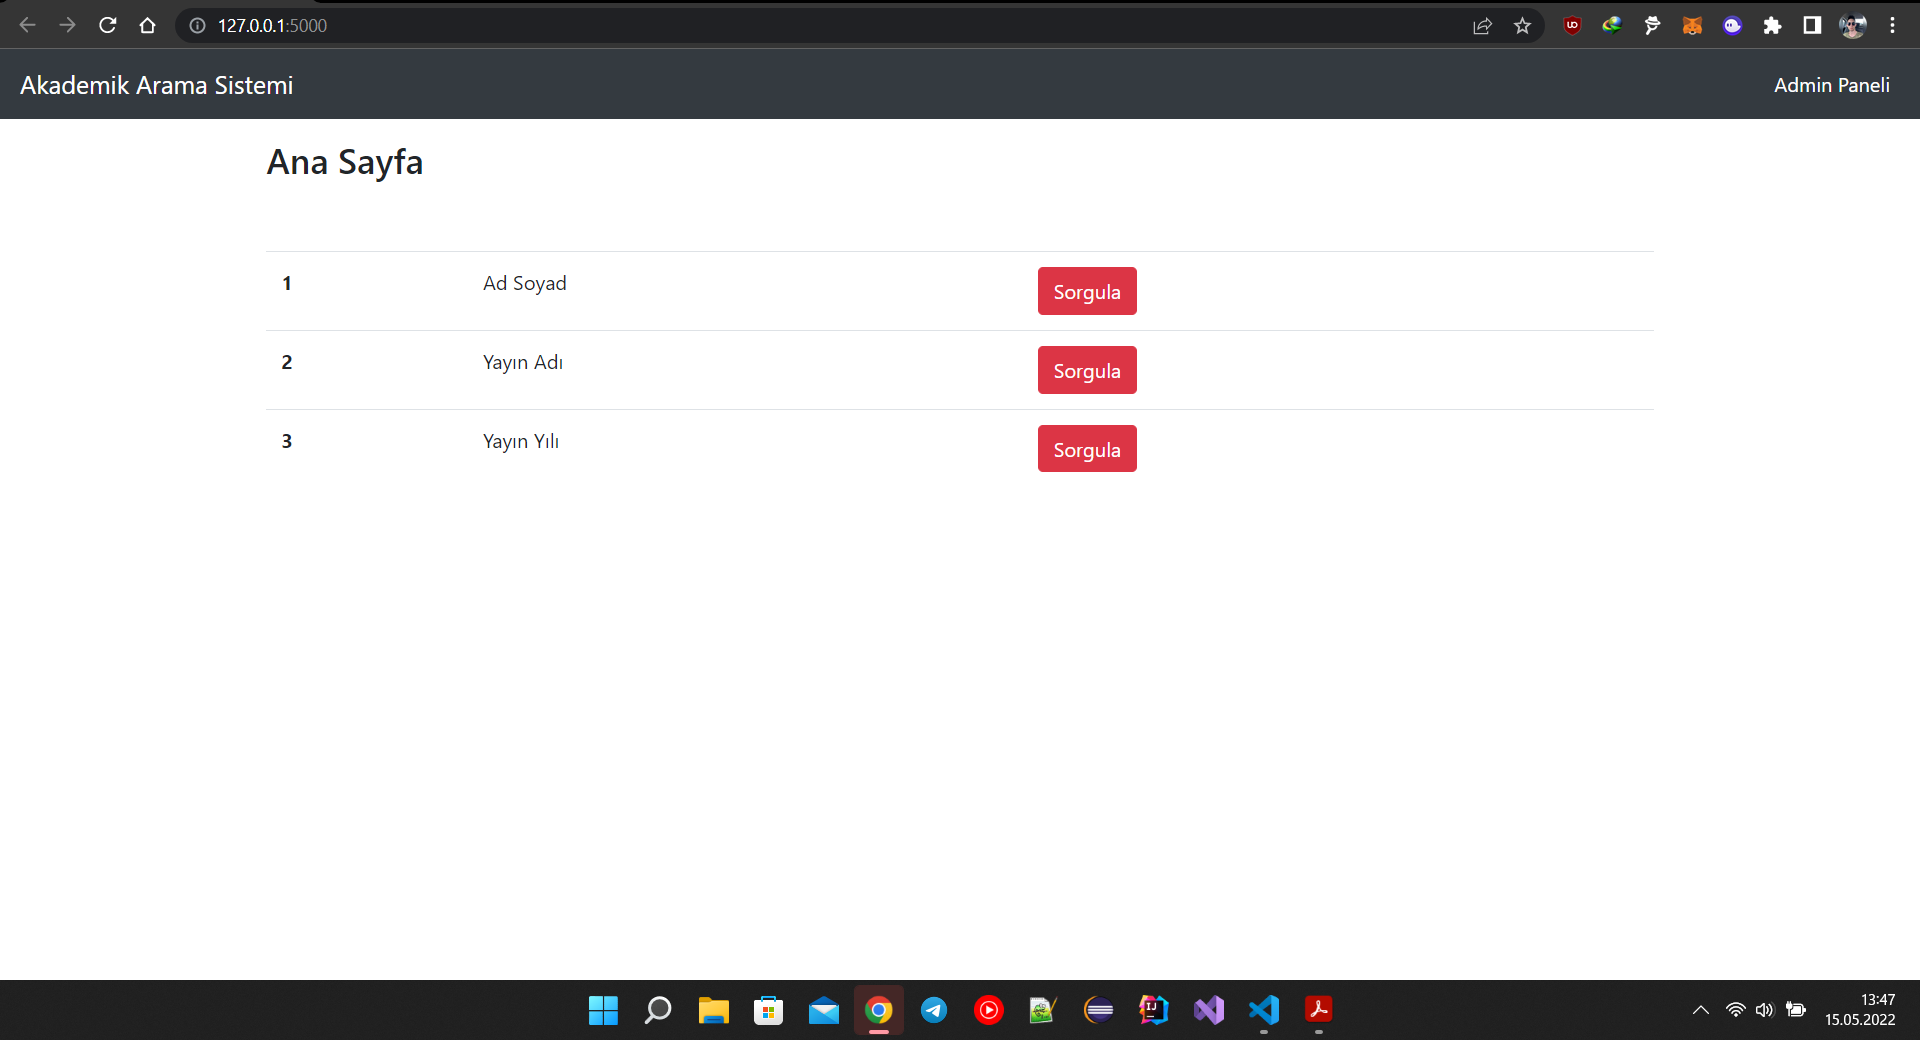 127.0.0.1:5000
Akademik Arama Sistemi
Admin Paneli
Ana Sayfa
1 Ad Soyad Sorgula
2 Yayın Adı Sorgula
3 Yayın Yılı Sorgula
13:47
15.05.2022